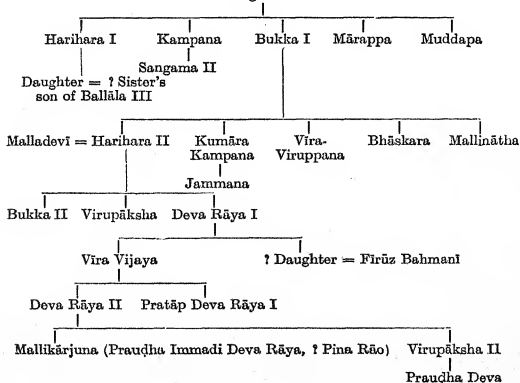 Harihara I Kampana Bukka I Mārappa Muddapa
Sangama II
Daughter = ? Sister's
son of Ballāla III
Malladevī = Harihara II Kumāra Vīra- Bhāskara Mallinātha
Kampana Viruppana
Jammana
Bukka II Virupāksha Deva Rāya I
Vīra Vijaya ? Daughter = Fīrūz Bahmanī
Deva Rāya II Pratāp Deva Rāya I
Mallikārjuna (Prauḍha Immadi Deva Rāya, ? Pina Rāo) Virupāksha II
Prauḍha Deva